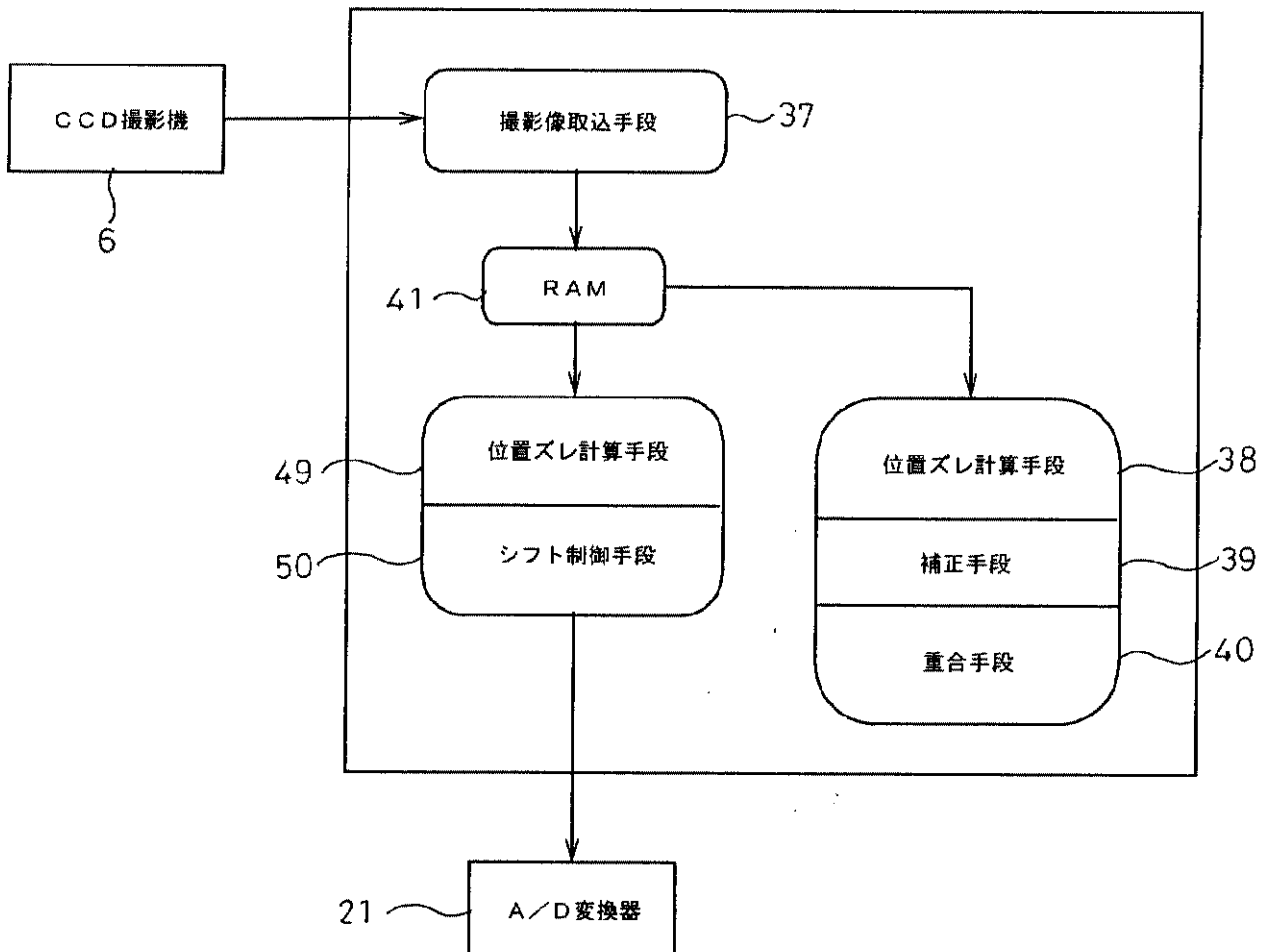 CCD撮影機
6
撮影像取込手段
37
RAM
41
位置ズレ計算手段
49
シフト制御手段
50
位置ズレ計算手段
38
補正手段
39
重合手段
40
A/D変換器
21